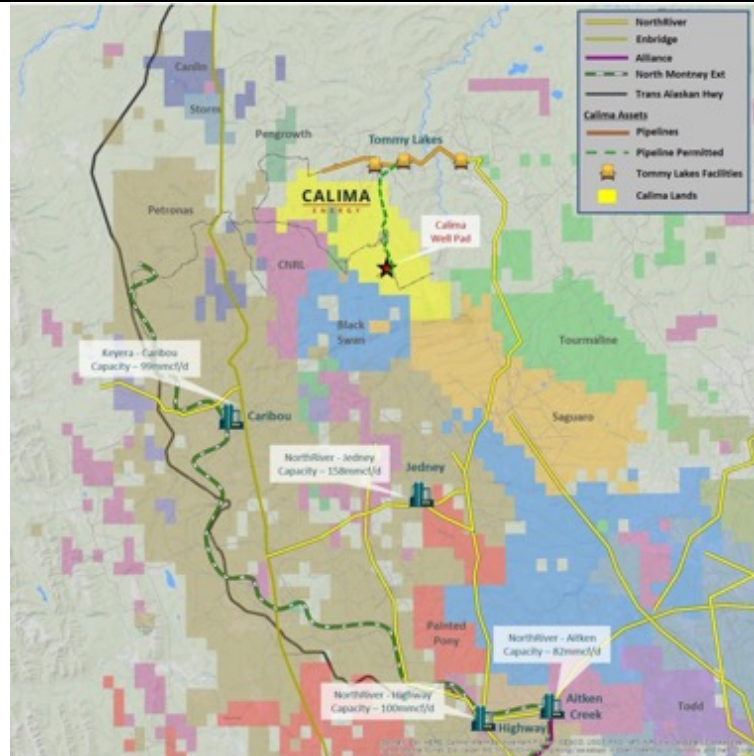 NorthRiver
Enbridge
Alliance
North Montney Ext
Trans Alaskan Hwy
Calima Assets
Pipelines
Pipeline Permitted
Tommy Lakes Facilities
Calima Lands
Canlin
Storm
Pengrowth
Tommy Lakes
Petronas
CALIMA
ENERGY
Calima
Well Pad
CNRL
Black
Swan
Tourmaline
Keyera - Caribou
Capacity – 99mmcf/d
Caribou
Saguaro
NorthRiver - Jedney
Capacity – 158mmcf/d
Jedney
Painted
Pony
NorthRiver - Aitken
Capacity – 82mmcf/d
NorthRiver - Highway
Capacity – 100mmcf/d
Aitken
Creek
Highway
Todd